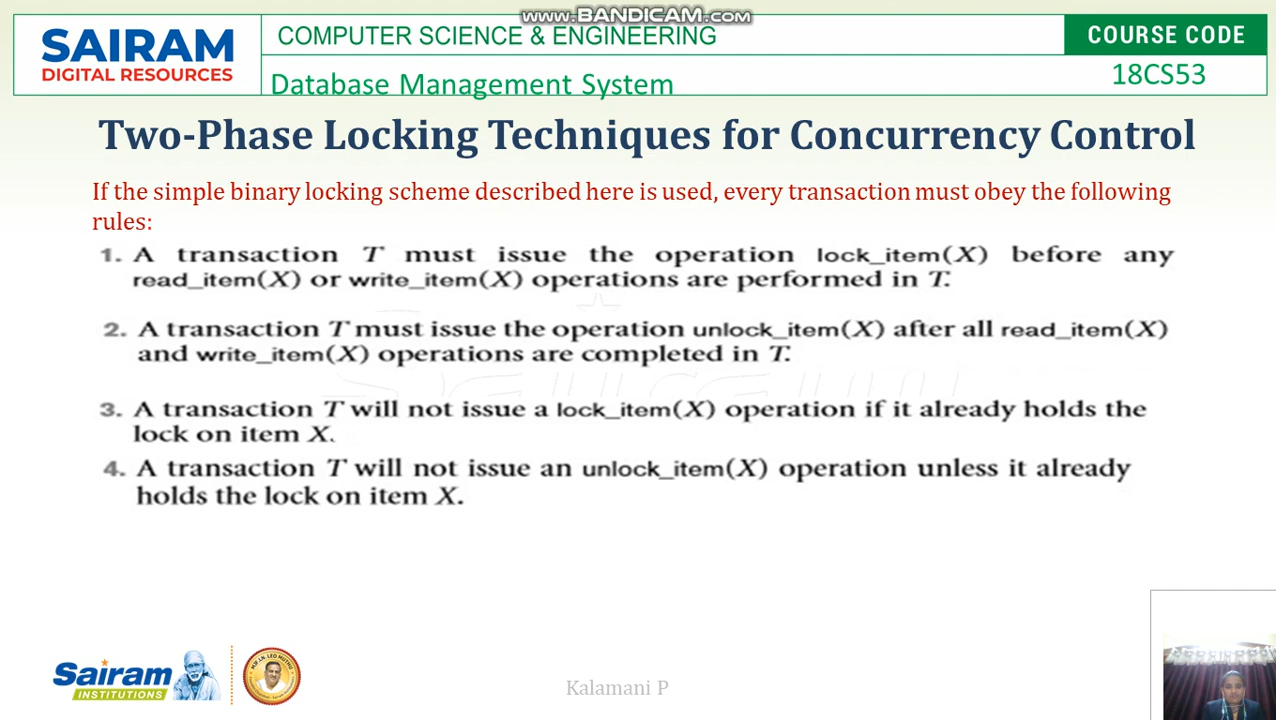 www.BANDICAM.com
SAIRAM
DIGITAL RESOURCES
COMPUTER SCIENCE & ENGINEERING
COURSE CODE
Database Management System
18CS53
Two-Phase Locking Techniques for Concurrency Control
If the simple binary locking scheme described here is used, every transaction must obey the following
rules:
1. A transaction T must issue the operation lock_item(X) before any
read_item(X) or write_item(X) operations are performed in T.
2. A transaction T must issue the operation unlock_item(X) after all read_item(X)
and write_item(X) operations are completed in T.
3. A transaction T will not issue a lock_item(X) operation if it already holds the
lock on item X.
4. A transaction T will not issue an unlock_item(X) operation unless it already
holds the lock on item X.
Sairam
INSTITUTIONS
Kalamani P